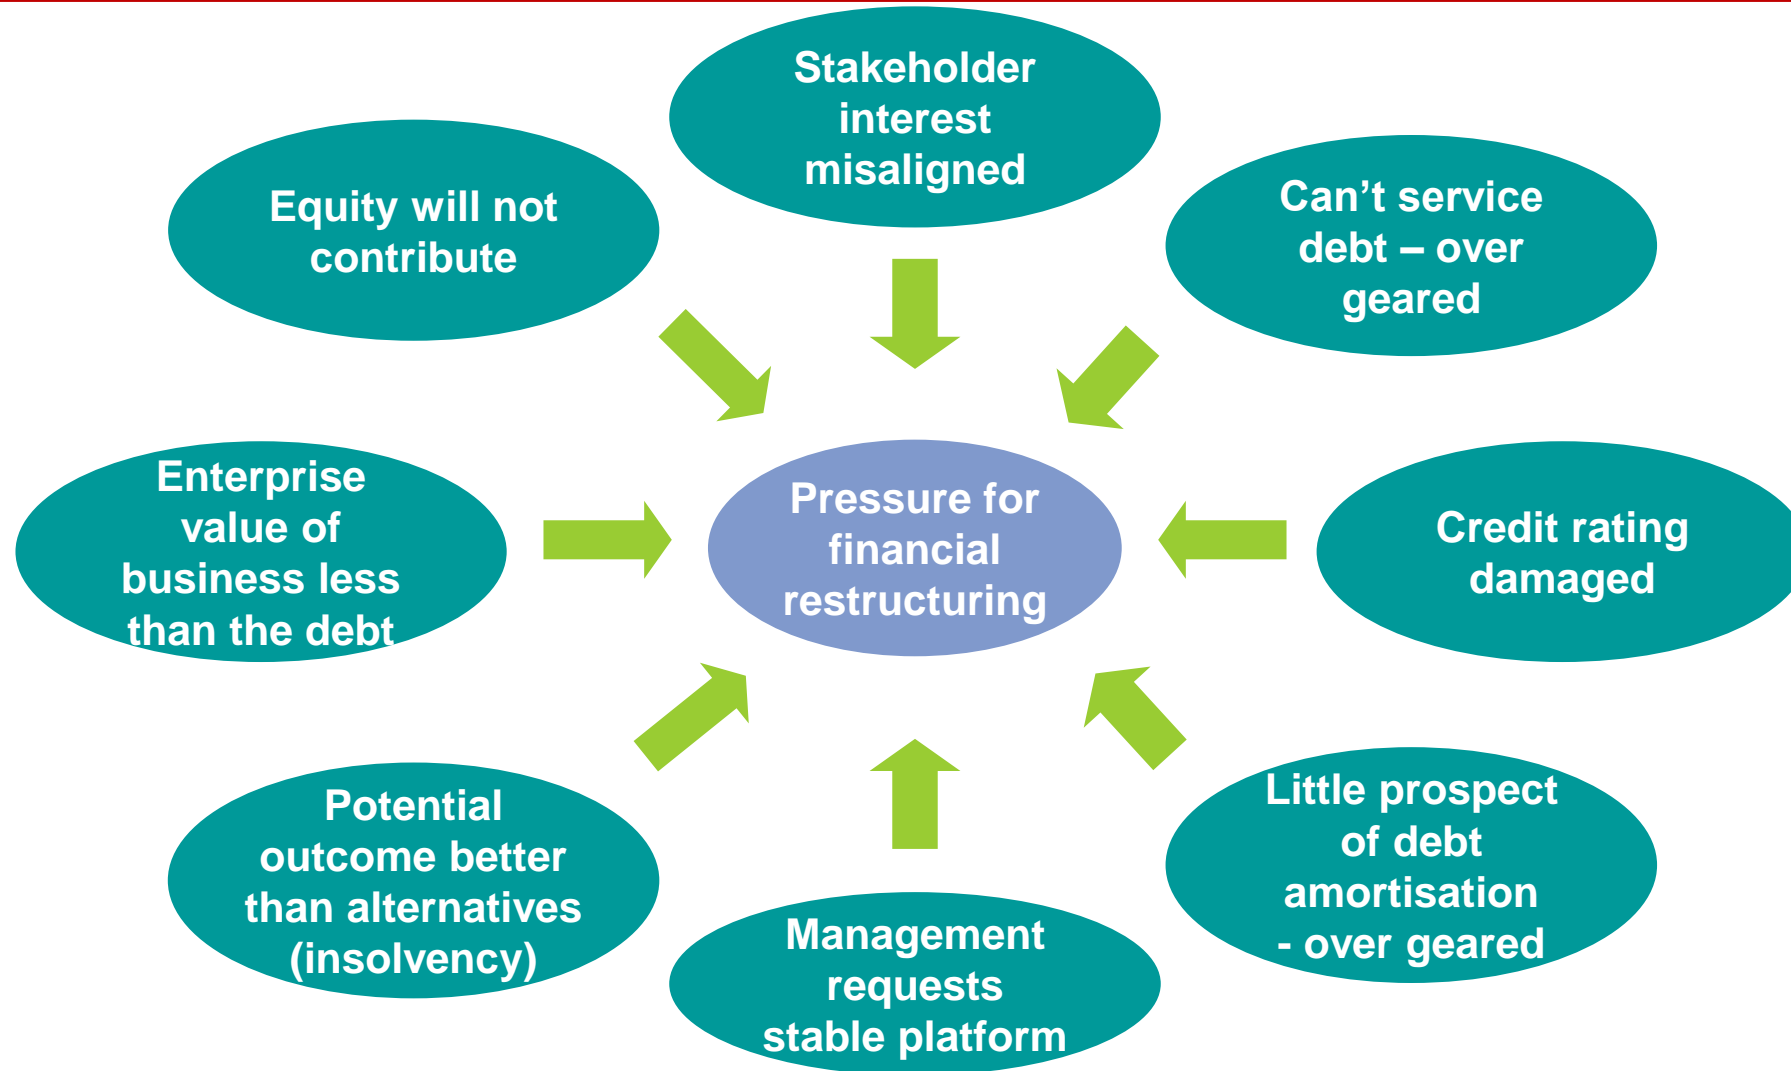 Stakeholder
interest
misaligned
Equity will not
contribute
Can’t service
debt – over
geared
Enterprise
value of
business less
than the debt
Pressure for
financial
restructuring
Credit rating
damaged
Potential
outcome better
than alternatives
(insolvency)
Management
requests
stable platform
Little prospect
of debt
amortisation
- over geared